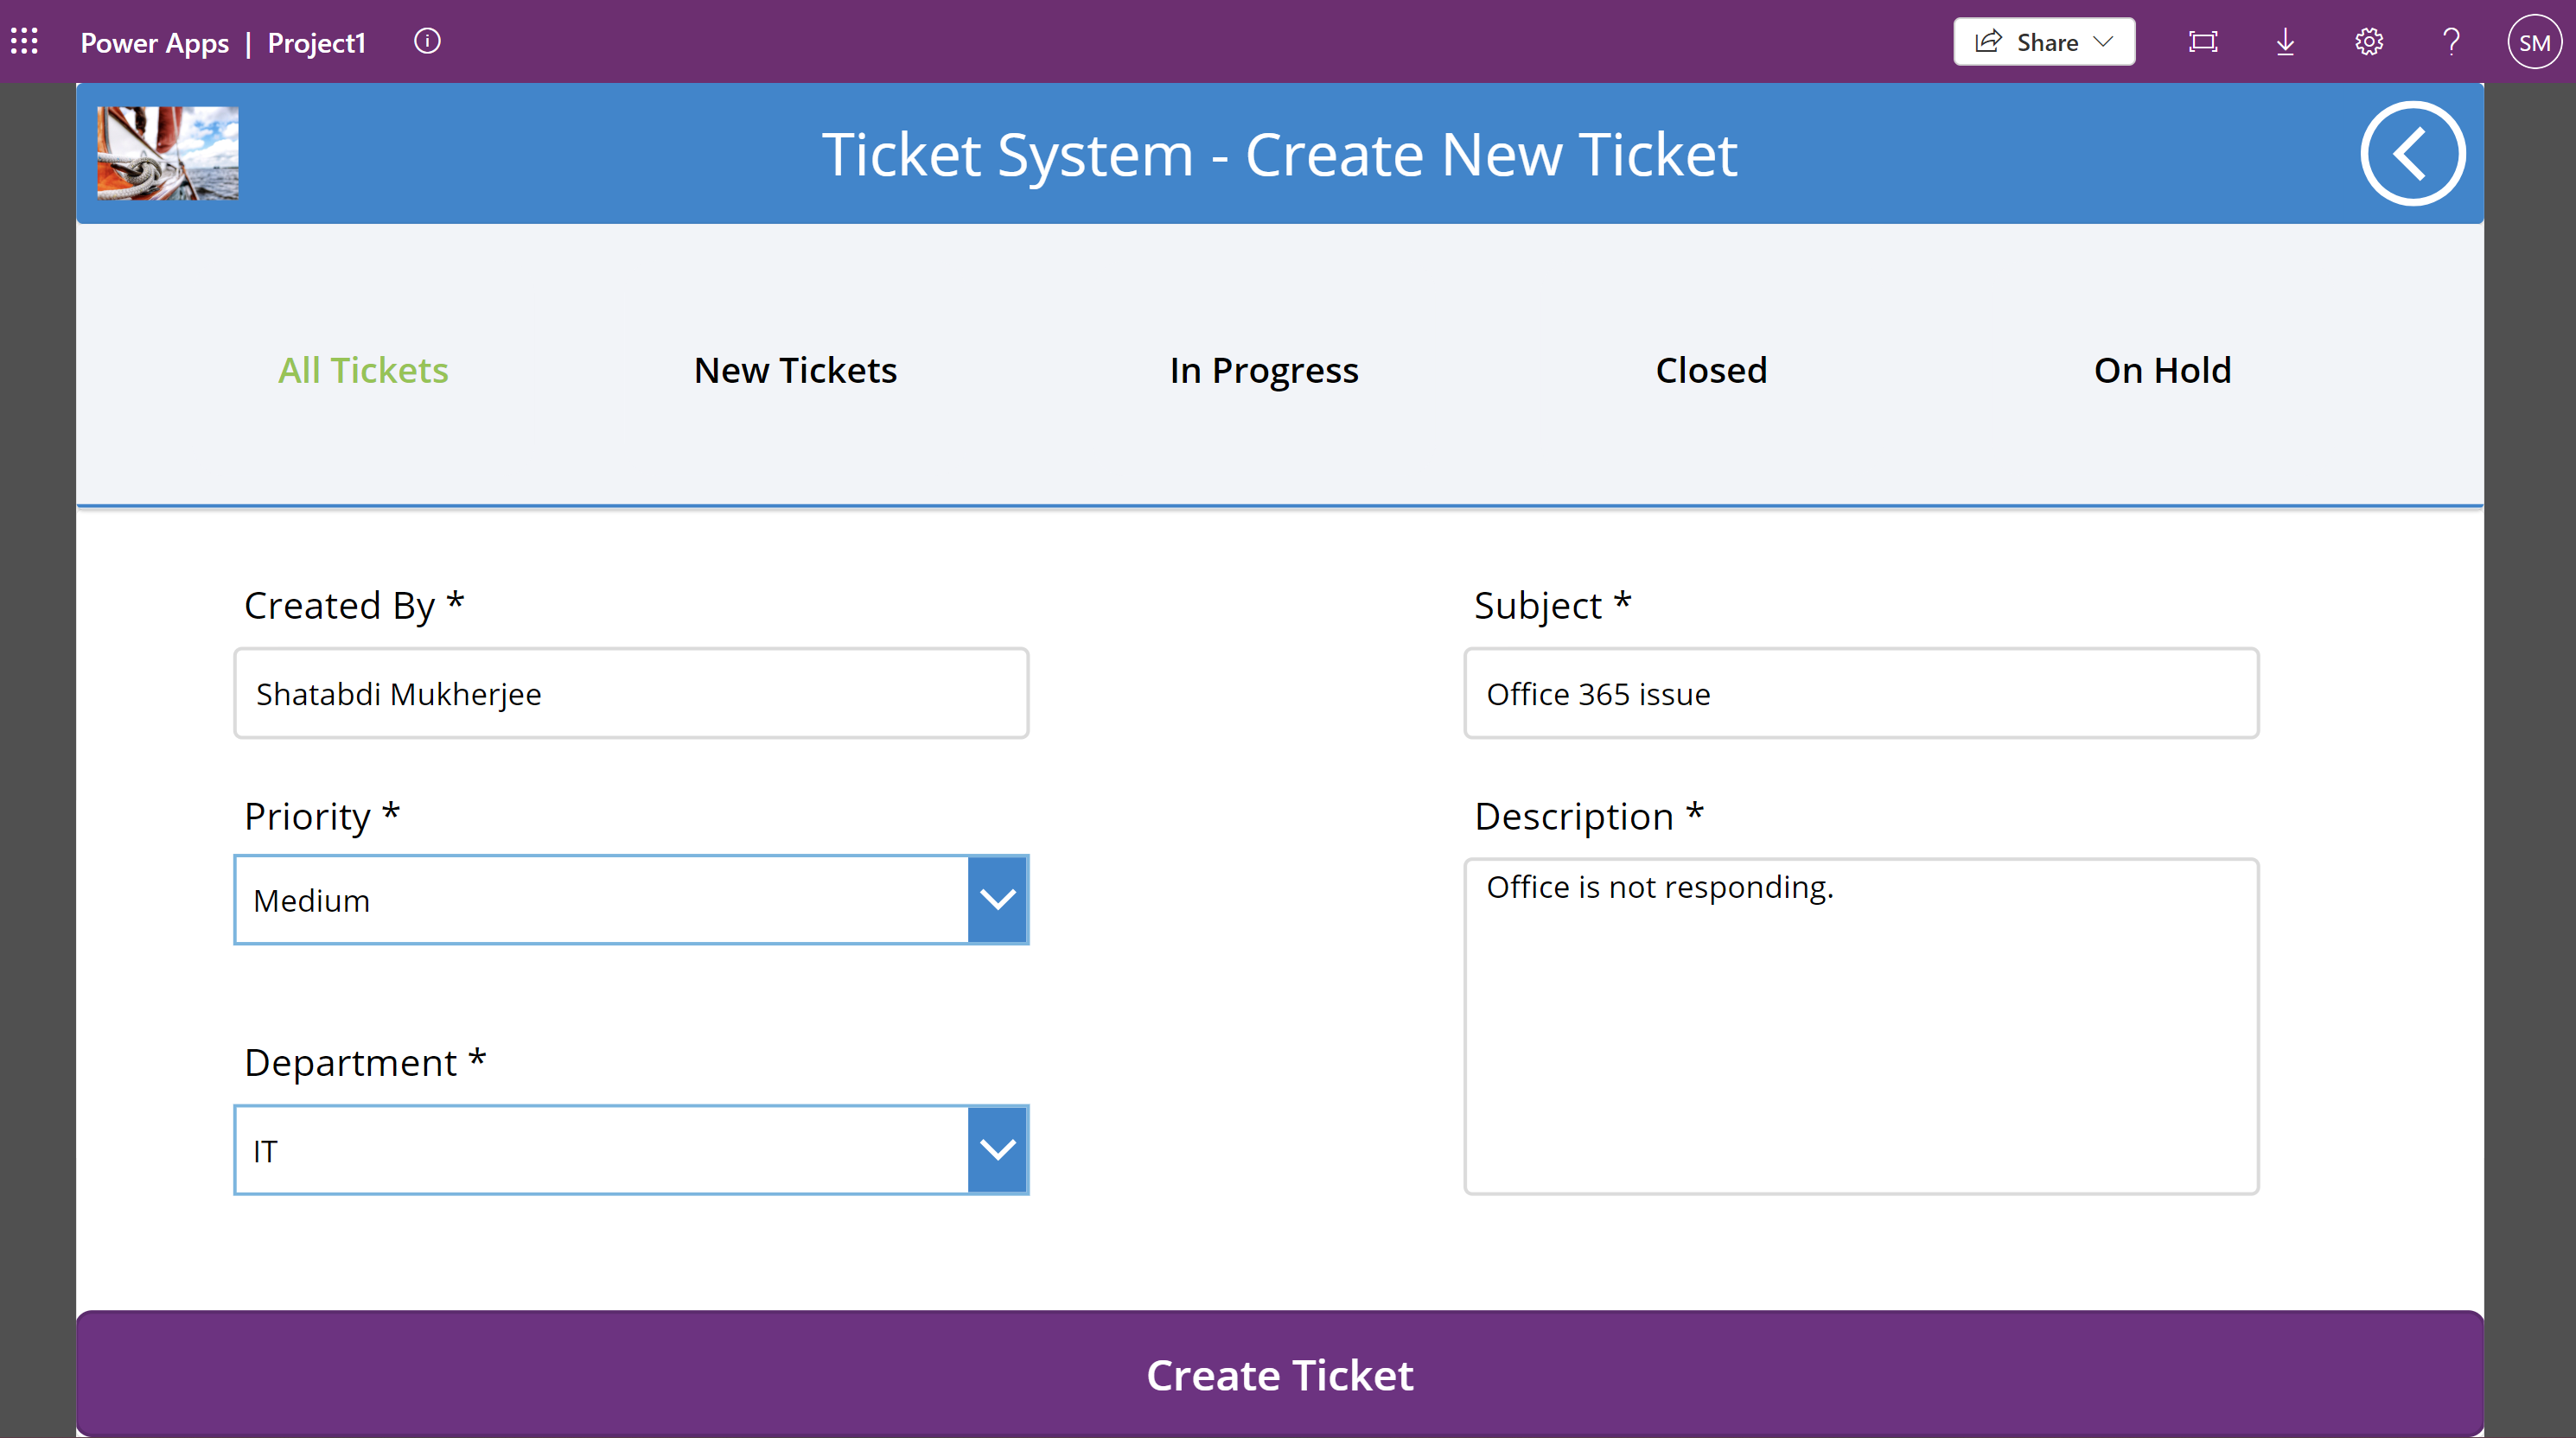 Power Apps | Project1
Share
SM
Ticket System - Create New Ticket
All Tickets
New Tickets
In Progress
Closed
On Hold
Created By *
Subject *
Shatabdi Mukherjee
Office 365 issue
Priority *
Description *
Medium
Office is not responding.
Department *
IT
Create Ticket